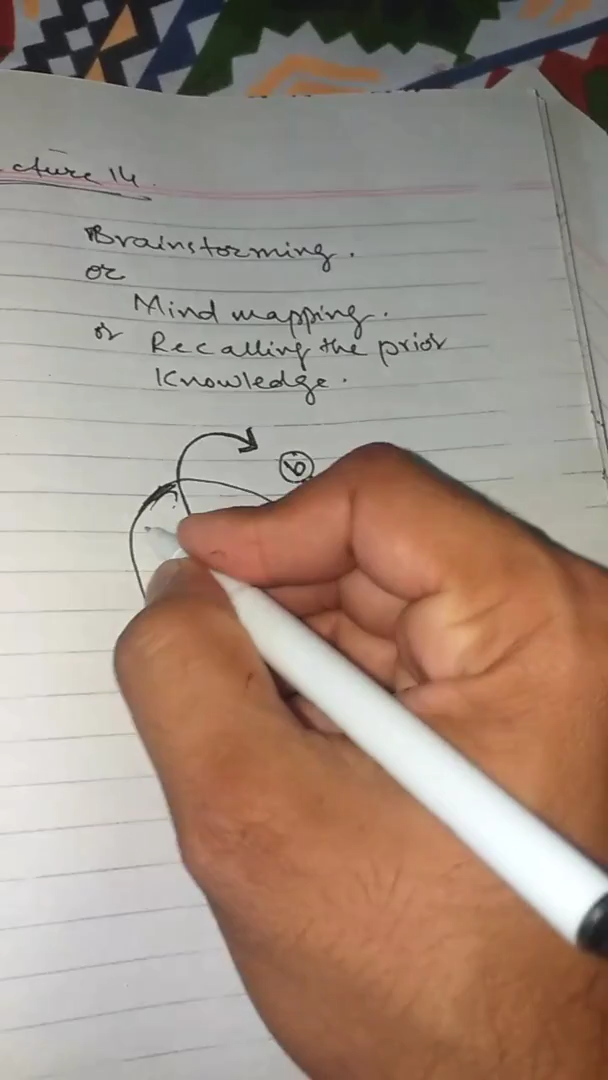 cture 14.
Brainstorming.
or
Mind mapping.
or Recalling the prior
Knowledge.
b